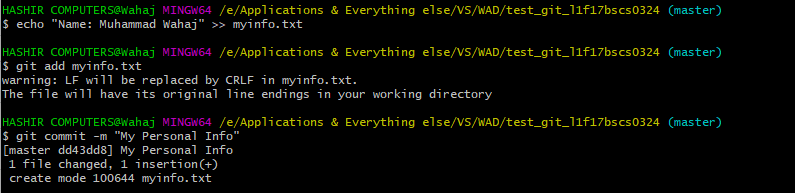 HASHIR COMPUTERS@Wahaj MINGW64 /e/Applications & Everything else/VS/WAD/test_git_l1f17bscs0324 (master)
$ echo "Name: Muhammad Wahaj" >> myinfo.txt
HASHIR COMPUTERS@Wahaj MINGW64 /e/Applications & Everything else/VS/WAD/test_git_l1f17bscs0324 (master)
$ git add myinfo.txt
warning: LF will be replaced by CRLF in myinfo.txt.
The file will have its original line endings in your working directory
HASHIR COMPUTERS@Wahaj MINGW64 /e/Applications & Everything else/VS/WAD/test_git_l1f17bscs0324 (master)
$ git commit -m "My Personal Info"
[master dd43dd8] My Personal Info
 1 file changed, 1 insertion(+)
 create mode 100644 myinfo.txt